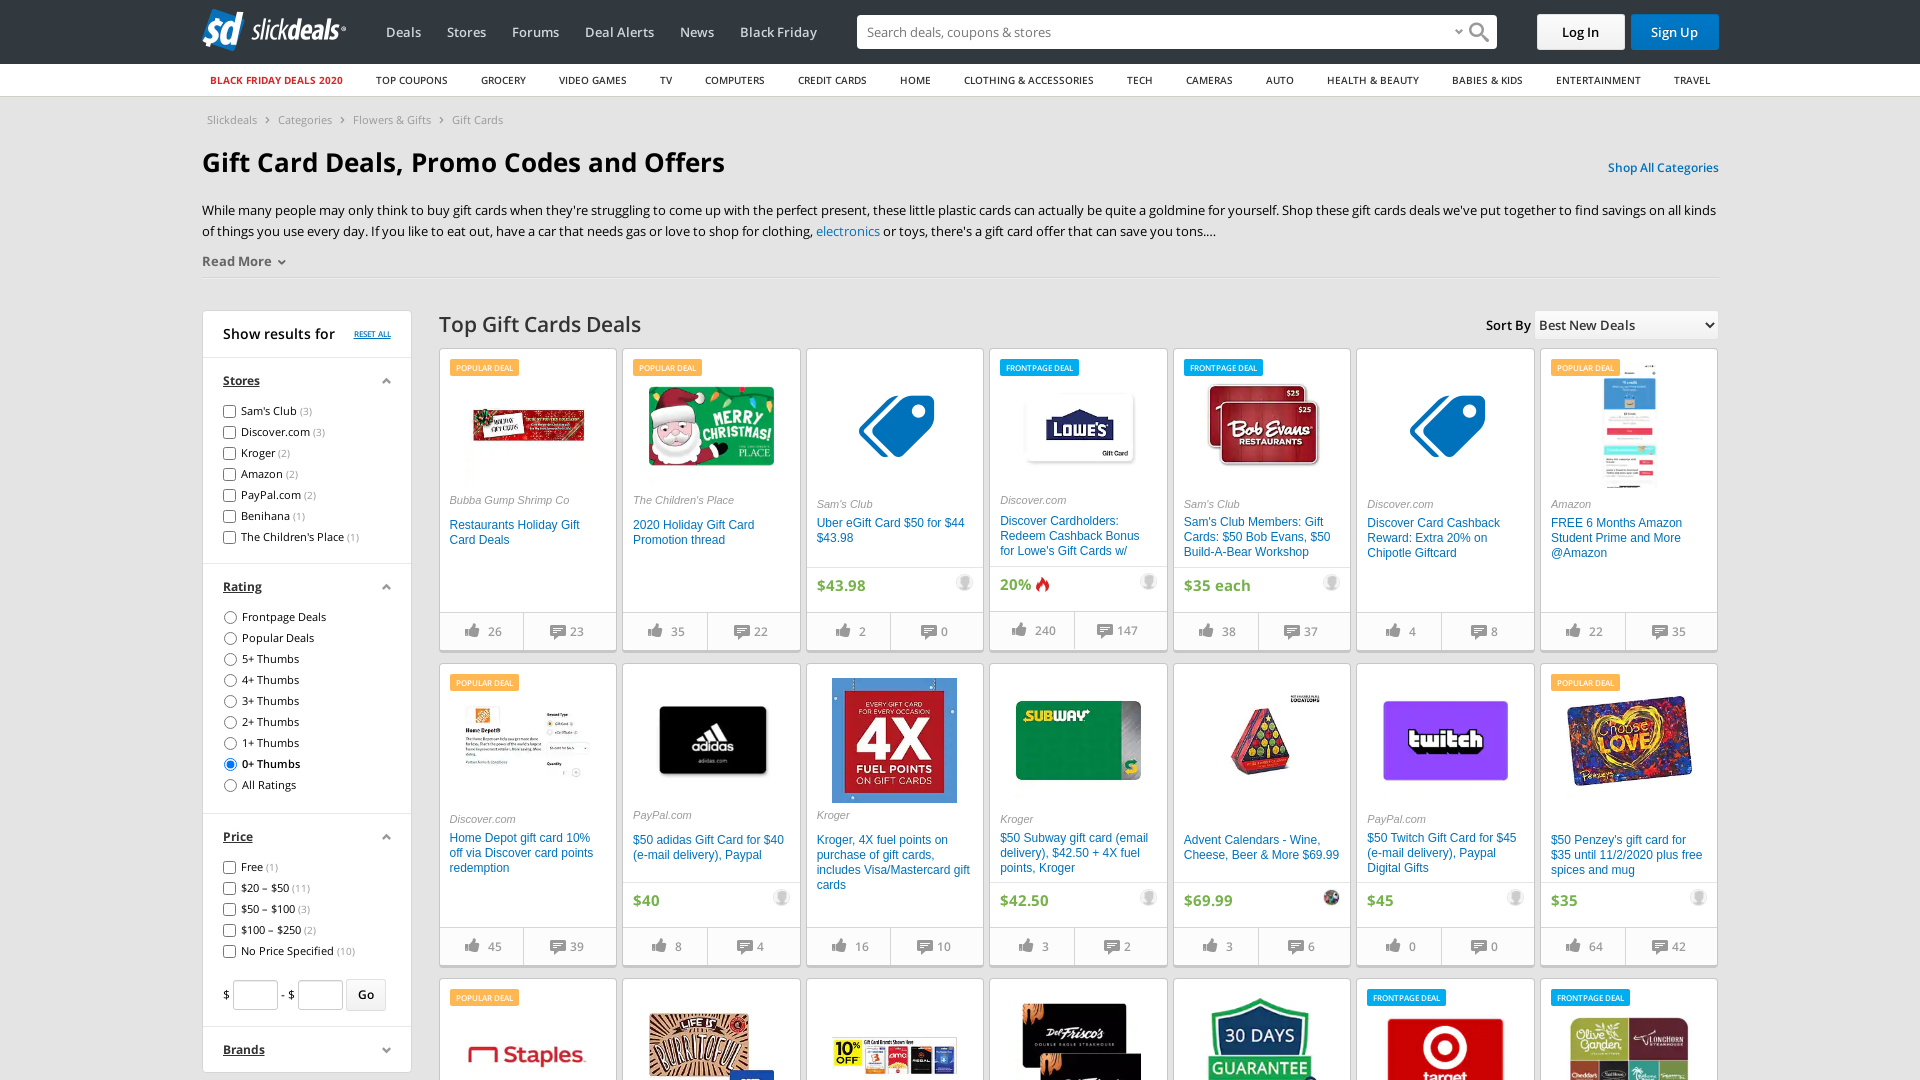 sd slickdeals
Deals
Stores
Forums
Deal Alerts
News
Black Friday
Search deals, coupons & stores
Log In
Sign Up
BLACK FRIDAY DEALS 2020
TOP COUPONS
GROCERY
VIDEO GAMES
TV
COMPUTERS
CREDIT CARDS
HOME
CLOTHING & ACCESSORIES
TECH
CAMERAS
AUTO
HEALTH & BEAUTY
BABIES & KIDS
ENTERTAINMENT
TRAVEL
Slickdeals > Categories > Flowers & Gifts > Gift Cards
Gift Card Deals, Promo Codes and Offers
Shop All Categories
While many people may only think to buy gift cards when they're struggling to come up with the perfect present, these little plastic cards can actually be quite a goldmine for yourself. Shop these gift cards deals we've put together to find savings on all kinds
of things you use every day. If you like to eat out, have a car that needs gas or love to shop for clothing, electronics or toys, there's a gift card offer that can save you tons....
Read More
Show results for
RESET ALL
Stores
Sam's Club (3)
Discover.com (3)
Kroger (2)
Amazon (2)
PayPal.com (2)
Benihana (1)
The Children's Place (1)
Rating
Frontpage Deals
Popular Deals
5+ Thumbs
4+ Thumbs
3+ Thumbs
2+ Thumbs
1+ Thumbs
0+ Thumbs
All Ratings
Price
Free (1)
$20 – $50 (11)
$50 – $100 (3)
$100 – $250 (2)
No Price Specified (10)
$ - $ Go
Brands
Top Gift Cards Deals
Sort By Best New Deals
POPULAR DEAL
HOLIDAY
GIFT CARDS
Bubba Gump Shrimp Co
Restaurants Holiday Gift
Card Deals
26
23
POPULAR DEAL
MERRY
CHRISTMAS!
THE CHILDREN'S
PLACE
The Children's Place
2020 Holiday Gift Card
Promotion thread
35
22
Sam's Club
Uber eGift Card $50 for $44
$43.98
$43.98
2
0
FRONTPAGE DEAL
LOWE'S
Gift Card
Discover.com
Discover Cardholders:
Redeem Cashback Bonus
for Lowe's Gift Cards w/
20%
240
147
FRONTPAGE DEAL
$25
$25
Bob Evans
RESTAURANTS
Sam's Club
Sam's Club Members: Gift
Cards: $50 Bob Evans, $50
Build-A-Bear Workshop
$35 each
38
37
Discover.com
Discover Card Cashback
Reward: Extra 20% on
Chipotle Giftcard
4
8
POPULAR DEAL
Amazon
FREE 6 Months Amazon
Student Prime and More
@Amazon
22
35
POPULAR DEAL
Home Depot®
Reward Type
Quantity
Discover.com
Home Depot gift card 10%
off via Discover card points
redemption
45
39
adidas
adidas.com
PayPal.com
$50 adidas Gift Card for $40
(e-mail delivery), Paypal
$40
8
4
EVERY GIFT CARD
FOR EVERY OCCASION
4X
FUEL POINTS
ON GIFT CARDS
Kroger
Kroger, 4X fuel points on
purchase of gift cards,
includes Visa/Mastercard gift
cards
16
10
SUBWAY
Kroger
$50 Subway gift card (email
delivery), $42.50 + 4X fuel
points, Kroger
$42.50
3
2
LOCATIONS
Advent Calendars - Wine,
Cheese, Beer & More $69.99
$69.99
3
6
twitch
PayPal.com
$50 Twitch Gift Card for $45
(e-mail delivery), Paypal
Digital Gifts
$45
0
0
POPULAR DEAL
Choose
LOVE
Penzeys
$50 Penzey's gift card for
$35 until 11/2/2020 plus free
spices and mug
$35
64
42
POPULAR DEAL
Staples
LIFE IS
BURRITOFUL
10%
OFF
Gift Card Brands Shown Here
REGAL
Del Frisco's
DOUBLE EAGLE STEAKHOUSE
30 DAYS
GUARANTEE
FRONTPAGE DEAL
target
FRONTPAGE DEAL
Olive
Garden
LONGHORN
STEAKHOUSE
Cheddar's